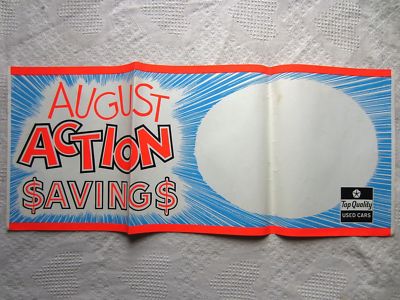 AUGUST
ACTION
$AVING$
Top Quality
USED CARS